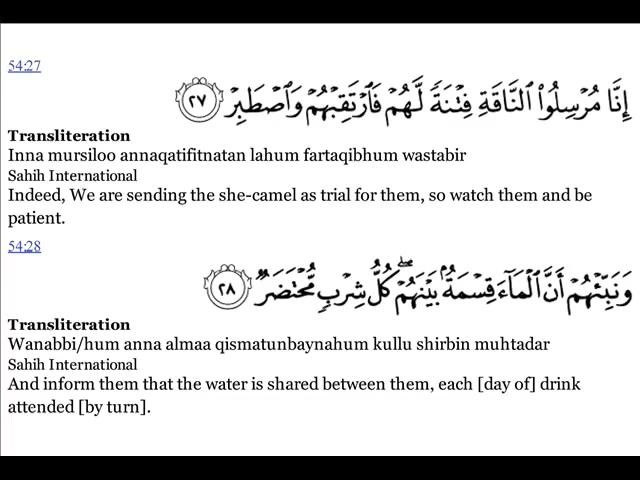 54:27
إِنَّا مُرْسِلُوا۟ ٱلنَّاقَةِ فِتْنَةً لَّهُمْ فَٱرْتَقِبْهُمْ وَٱصْطَبِرْ ٢٧
Transliteration
Inna mursiloo annaqatifitnatan lahum fartaqibhum wastabir
Sahih International
Indeed, We are sending the she-camel as trial for them, so watch them and be
patient.
54:28
وَنَبِّئْهُمْ أَنَّ ٱلْمَآءَ قِسْمَةٌۢ بَيْنَهُمْ ۖ كُلُّ شِرْبٍ مُّحْتَضَرٌ ٢٨
Transliteration
Wanabbi/hum anna almaa qismatunbaynahum kullu shirbin muhtadar
Sahih International
And inform them that the water is shared between them, each [day of] drink
attended [by turn].